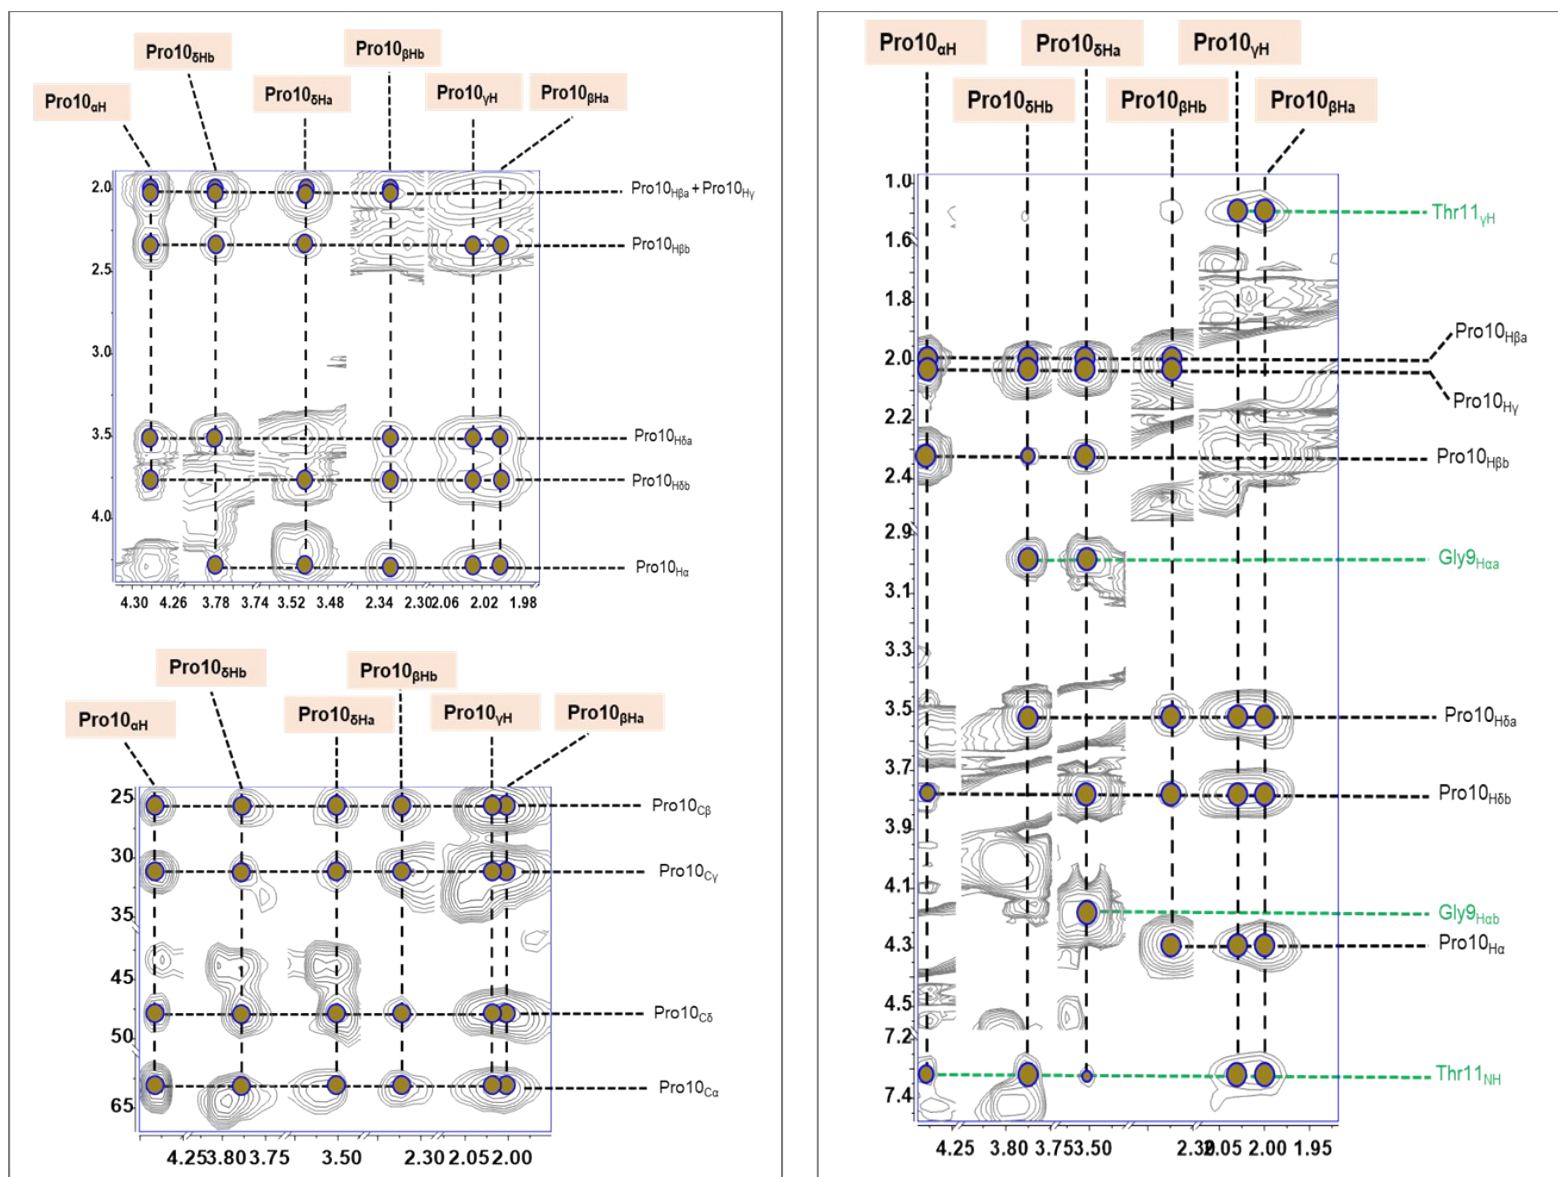 Pro10βHb
Pro10δHb
Pro10αH
Pro10δHa
Pro10γH
Pro10βHa
2.0
Pro10Hβa + Pro10Hγ
Pro10Hβb
2.5
3.0
3.5
Pro10Hδa
Pro10Hδb
4.0
Pro10Hα
4.30 4.26 3.78 3.74 3.52 3.48 2.34 2.30 2.06 2.02 1.98
Pro10δHb
Pro10βHb
Pro10αH
Pro10δHa
Pro10γH
Pro10βHa
25
Pro10Cβ
30
Pro10Cγ
35
45
Pro10Cδ
50
Pro10Cα
65
4.25 3.80 3.75 3.50 2.30 2.05 2.00
Pro10αH
Pro10δHa
Pro10γH
Pro10δHb
Pro10βHb
Pro10βHa
1.0
Thr11γH
1.6
1.8
Pro10Hβa
2.0
Pro10Hγ
2.2
Pro10Hβb
2.4
2.9
Gly9Hαa
3.1
3.3
3.5
Pro10Hδa
3.7
Pro10Hδb
3.9
4.1
Gly9Hαb
4.3
Pro10Hα
4.5
7.2
Thr11NH
7.4
4.25 3.80 3.75 3.50 2.05 2.00 1.95